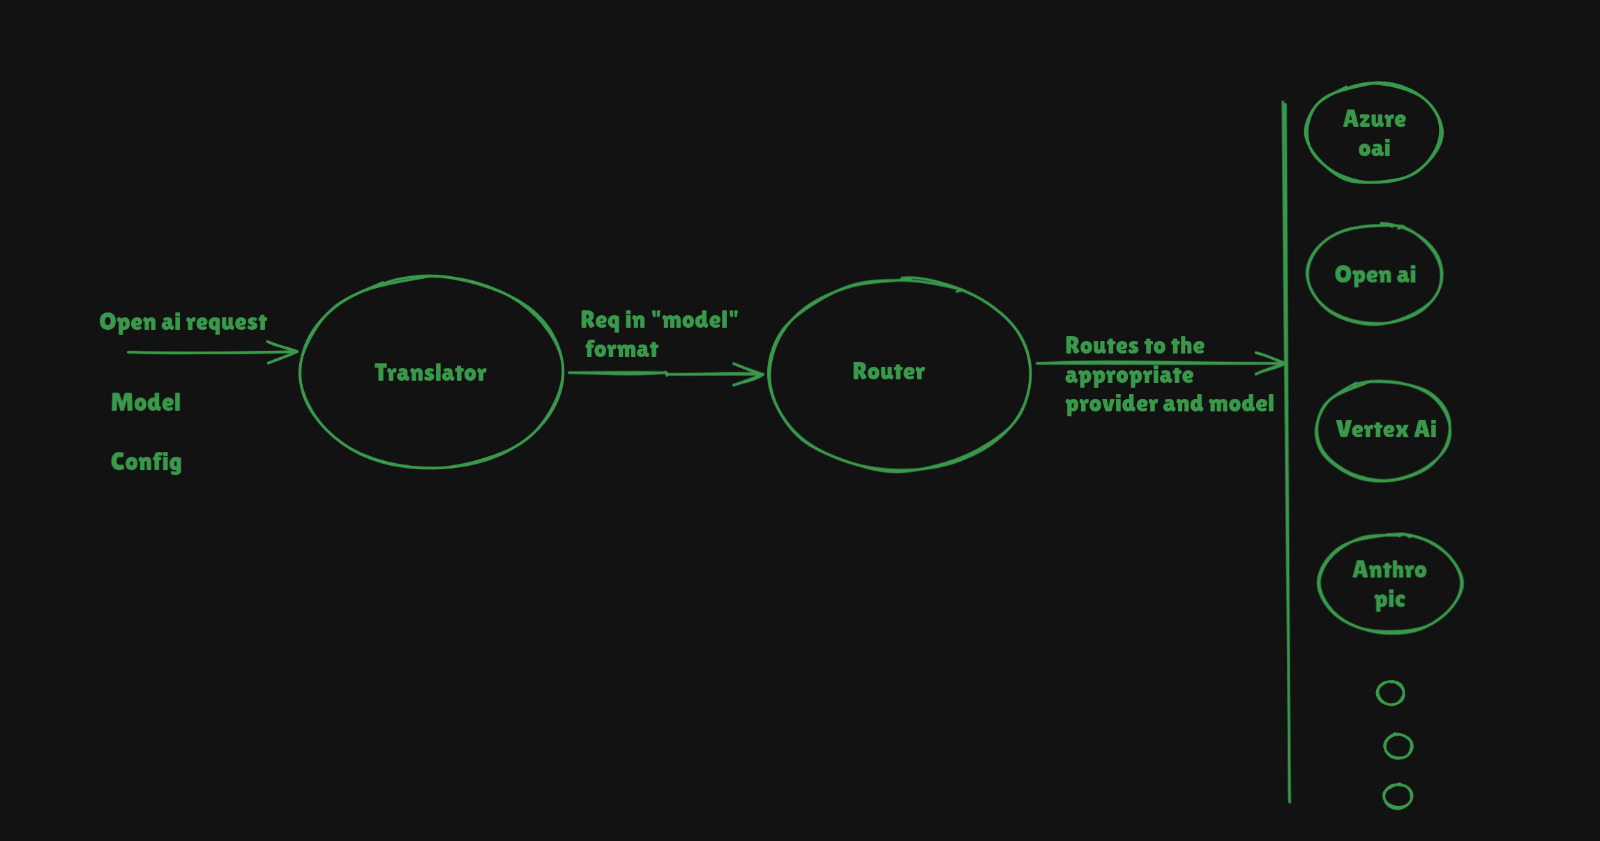 Open ai request
Model
Config
Translator
Req in "model"
format
Router
Routes to the
appropriate
provider and model
Azure
oai
Open ai
Vertex Ai
Anthro
pic